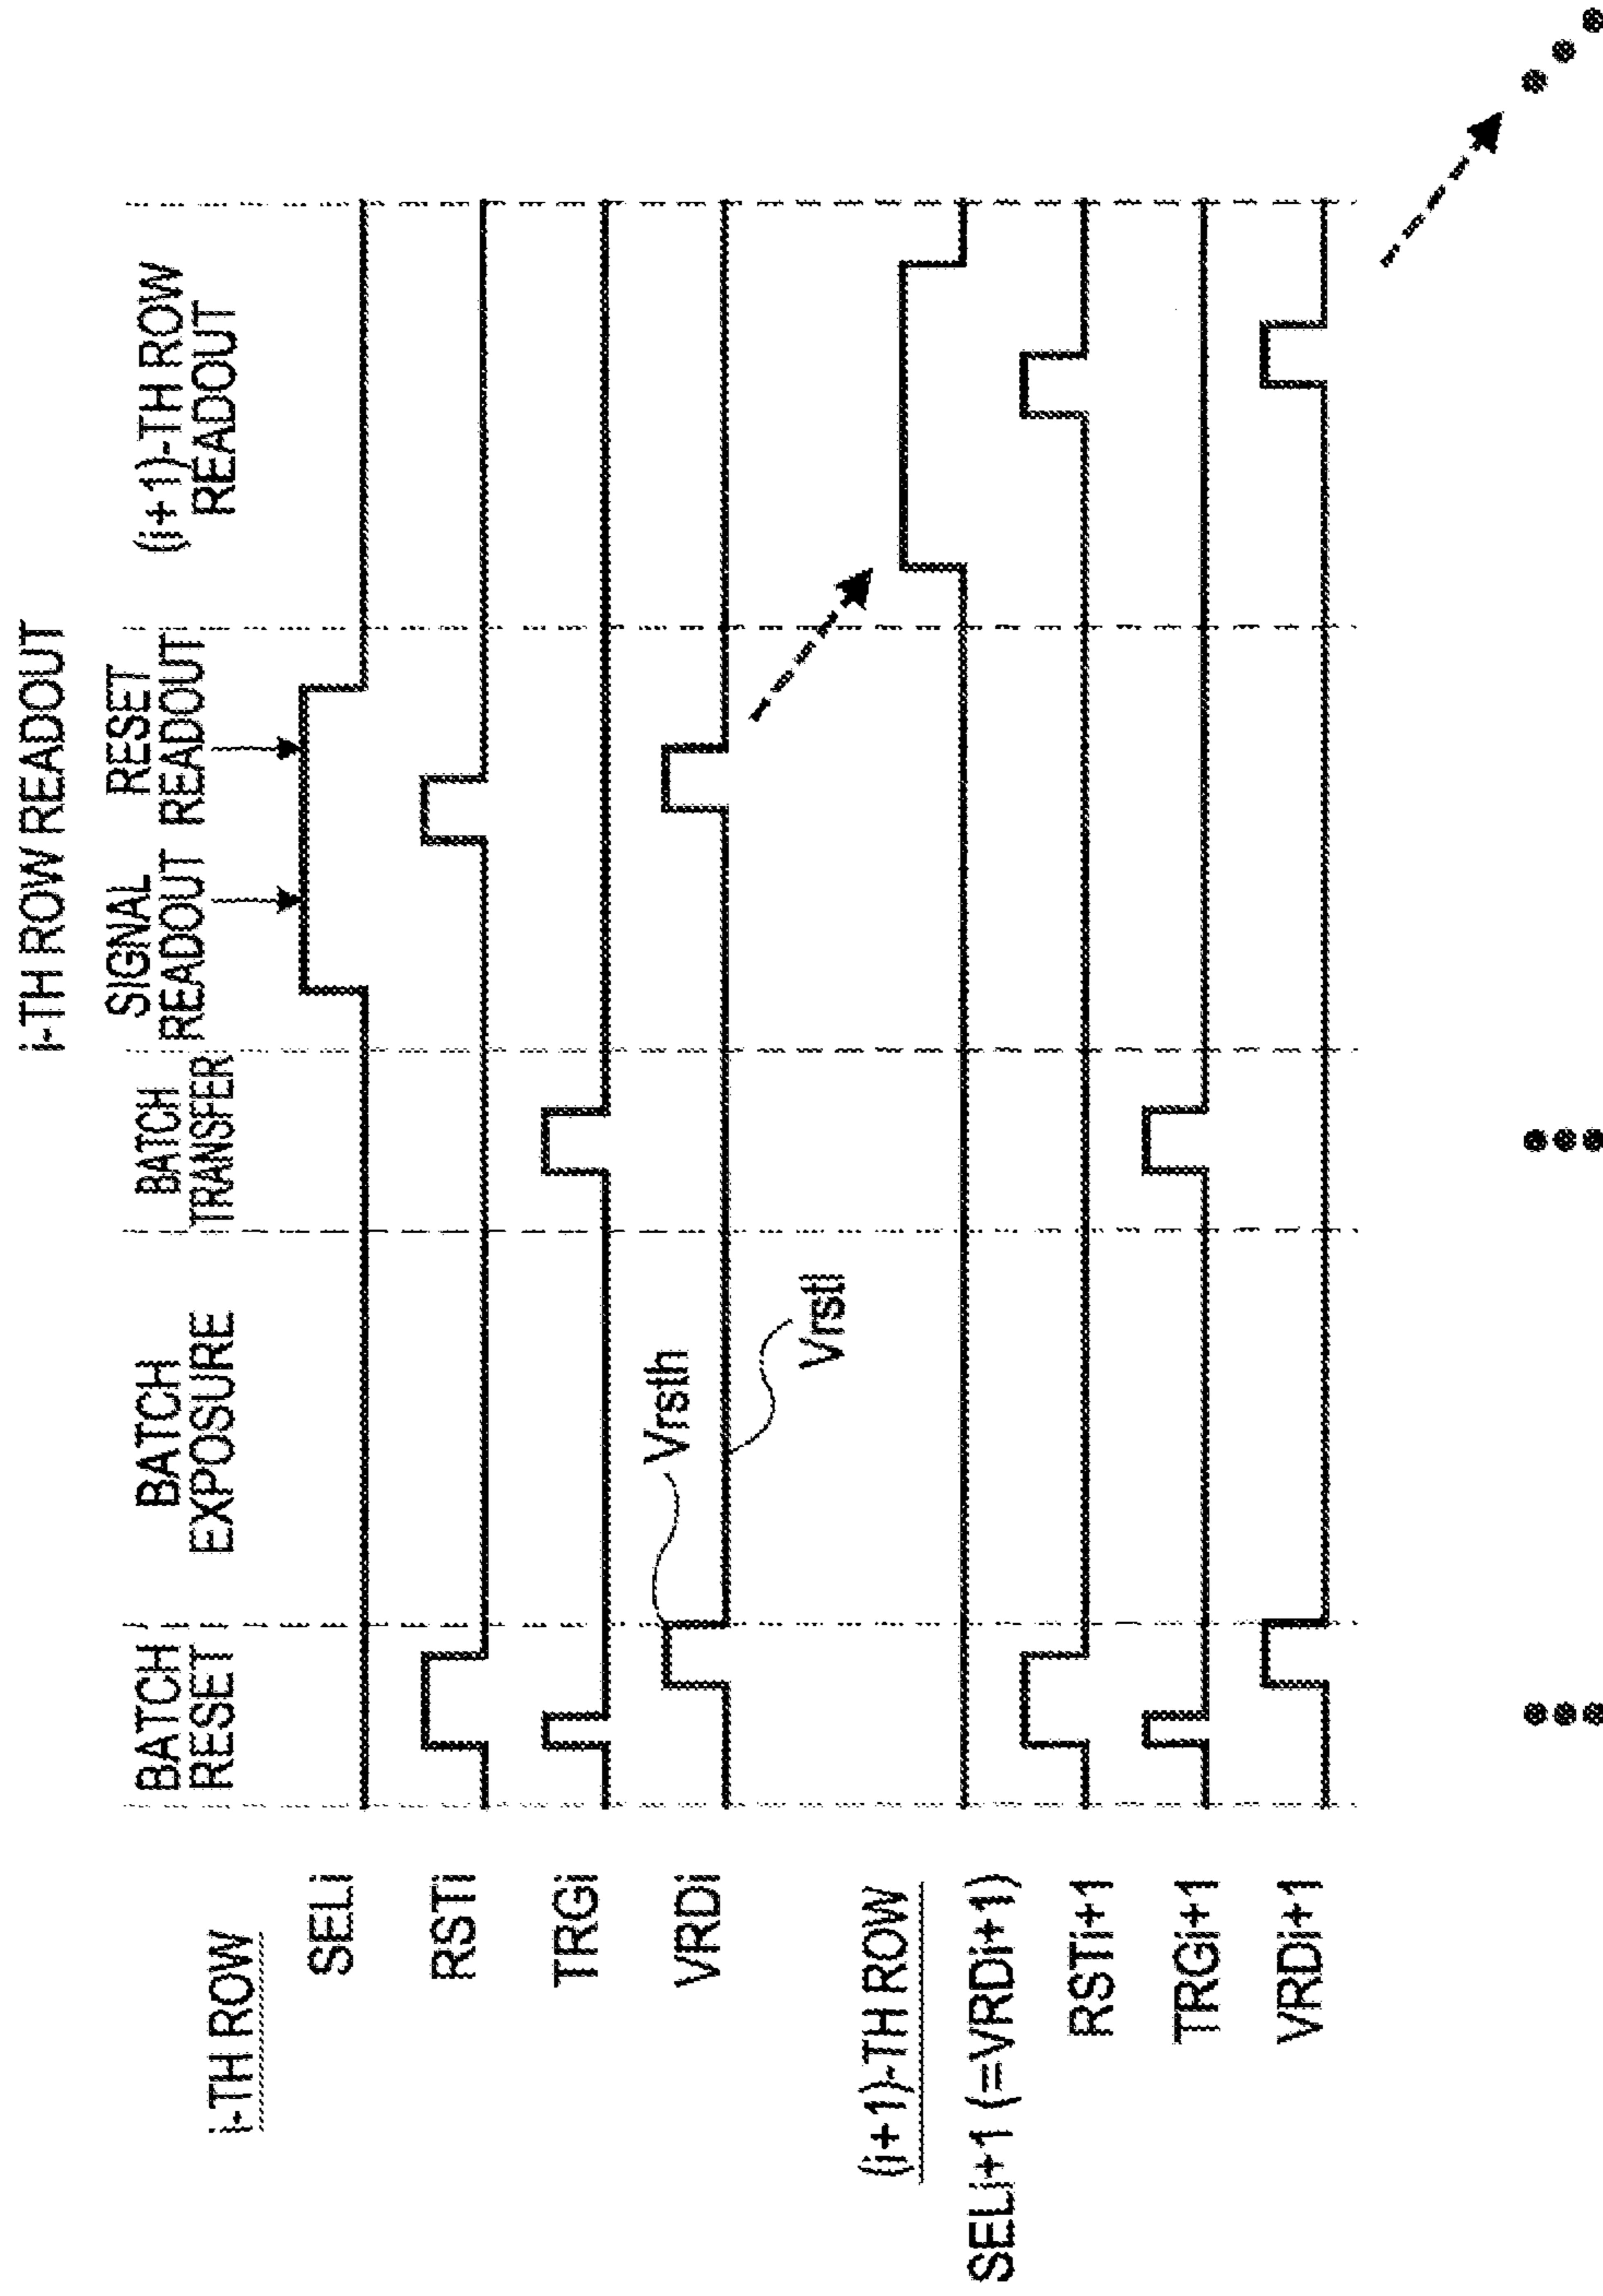 i-TH ROW READOUT
BATCH
RESET
BATCH
EXPOSURE
BATCH
TRANSFER
SIGNAL
READOUT
RESET
READOUT
(i+1)-TH ROW
READOUT
i-TH ROW
SELi
RSTi
TRGi
VRDi
Vrsth
Vrstl
(i+1)-TH ROW
SELi+1 (=VRDi+1)
RSTi+1
TRGi+1
VRDi+1